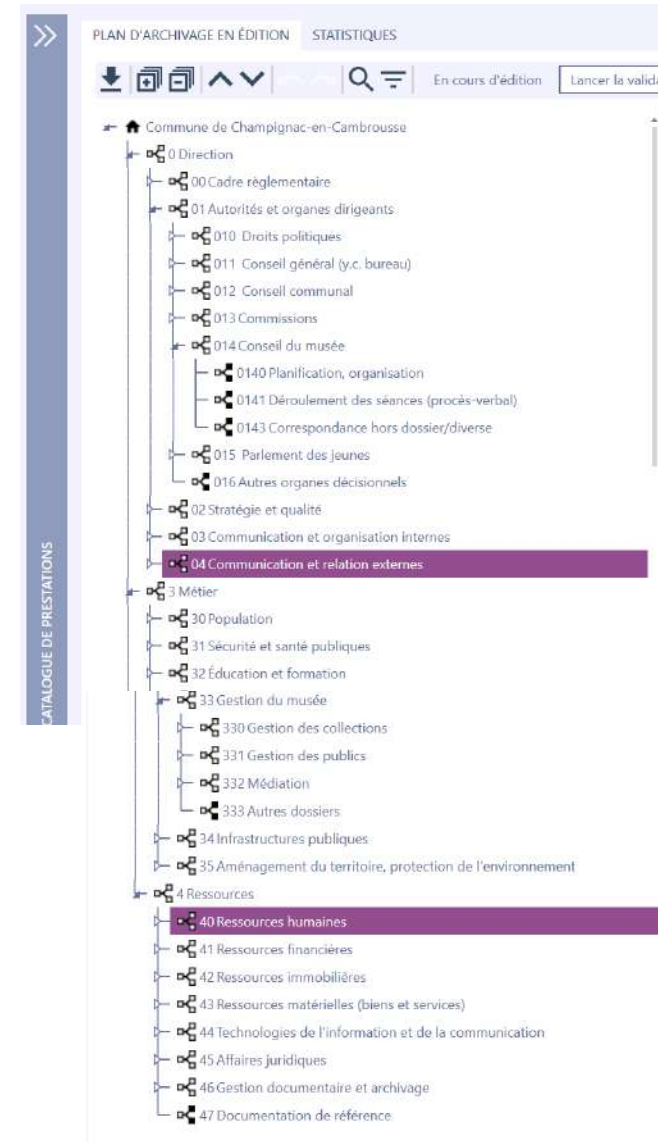 PLAN D'ARCHIVAGE EN ÉDITION STATISTIQUES
En cours d'édition Lancer la valid
Commune de Champignac-en-Cambrousse
0 Direction
00 Cadre règlementaire
01 Autorités et organes dirigeants
010 Droits politiques
011 Conseil général (y.c. bureau)
012 Conseil communal
013 Commissions
014 Conseil du musée
0140 Planification, organisation
0141 Déroulement des séances (procès-verbal)
0143 Correspondance hors dossier/diverse
015 Parlement des jeunes
016 Autres organes décisionnels
02 Stratégie et qualité
03 Communication et organisation internes
04 Communication et relation externes
3 Métier
30 Population
31 Sécurité et santé publiques
32 Éducation et formation
33 Gestion du musée
330 Gestion des collections
331 Gestion des publics
332 Médiation
333 Autres dossiers
34 Infrastructures publiques
35 Aménagement du territoire, protection de l'environnement
4 Ressources
40 Ressources humaines
41 Ressources financières
42 Ressources immobilières
43 Ressources matérielles (biens et services)
44 Technologies de l'information et de la communication
45 Affaires juridiques
46 Gestion documentaire et archivage
47 Documentation de référence
CATALOGUE DE PRESTATIONS